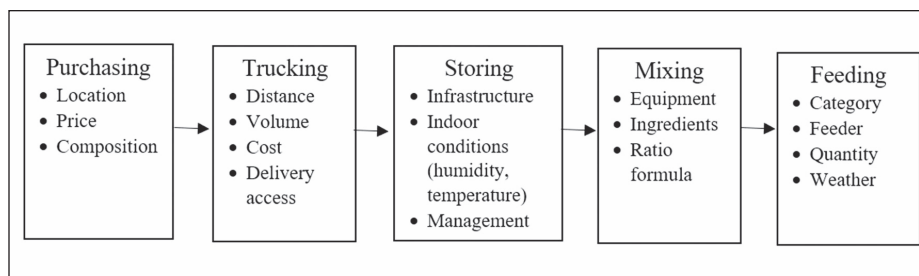 Purchasing
• Location
• Price
• Composition
Trucking
• Distance
• Volume
• Cost
• Delivery
access
Storing
• Infrastructure
• Indoor
conditions
(humidity,
temperature)
• Management
Mixing
• Equipment
• Ingredients
• Ratio
formula
Feeding
• Category
• Feeder
• Quantity
• Weather